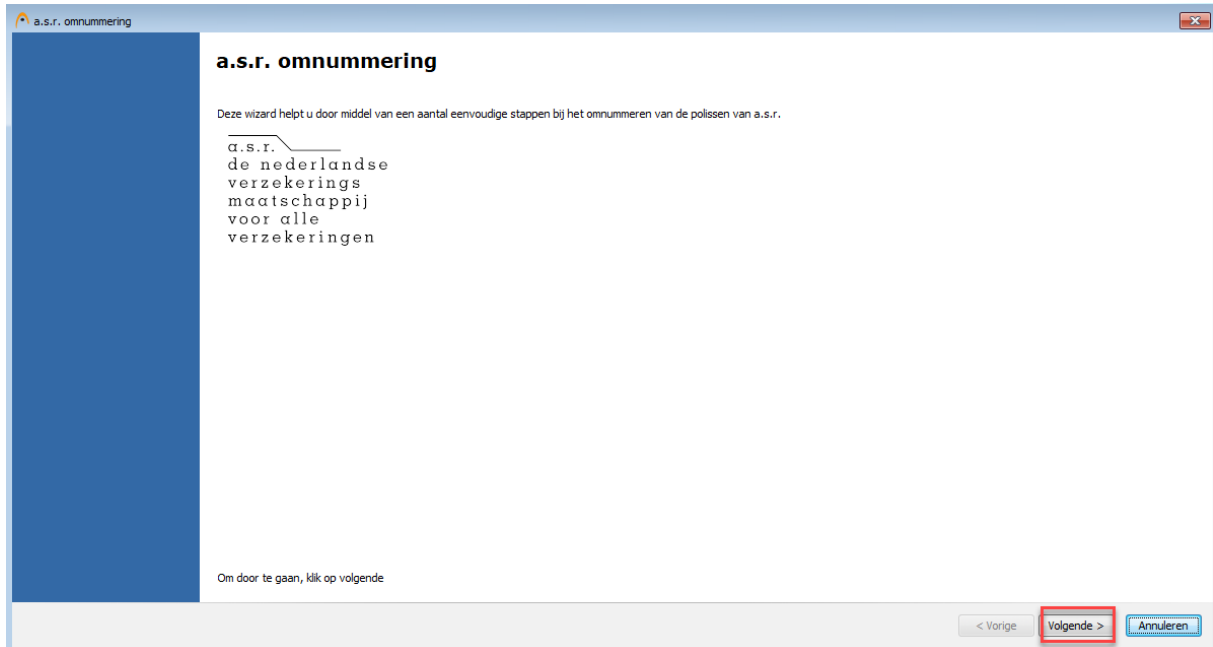 a.s.r. omnummering
a.s.r. omnummering
Deze wizard helpt u door middel van een aantal eenvoudige stappen bij het omnummeren van de polissen van a.s.r.
a.s.r.
de nederlandse
verzekerings
maatschappij
voor alle
verzekeringen
Om door te gaan, klik op volgende
< Vorige Volgende > Annuleren